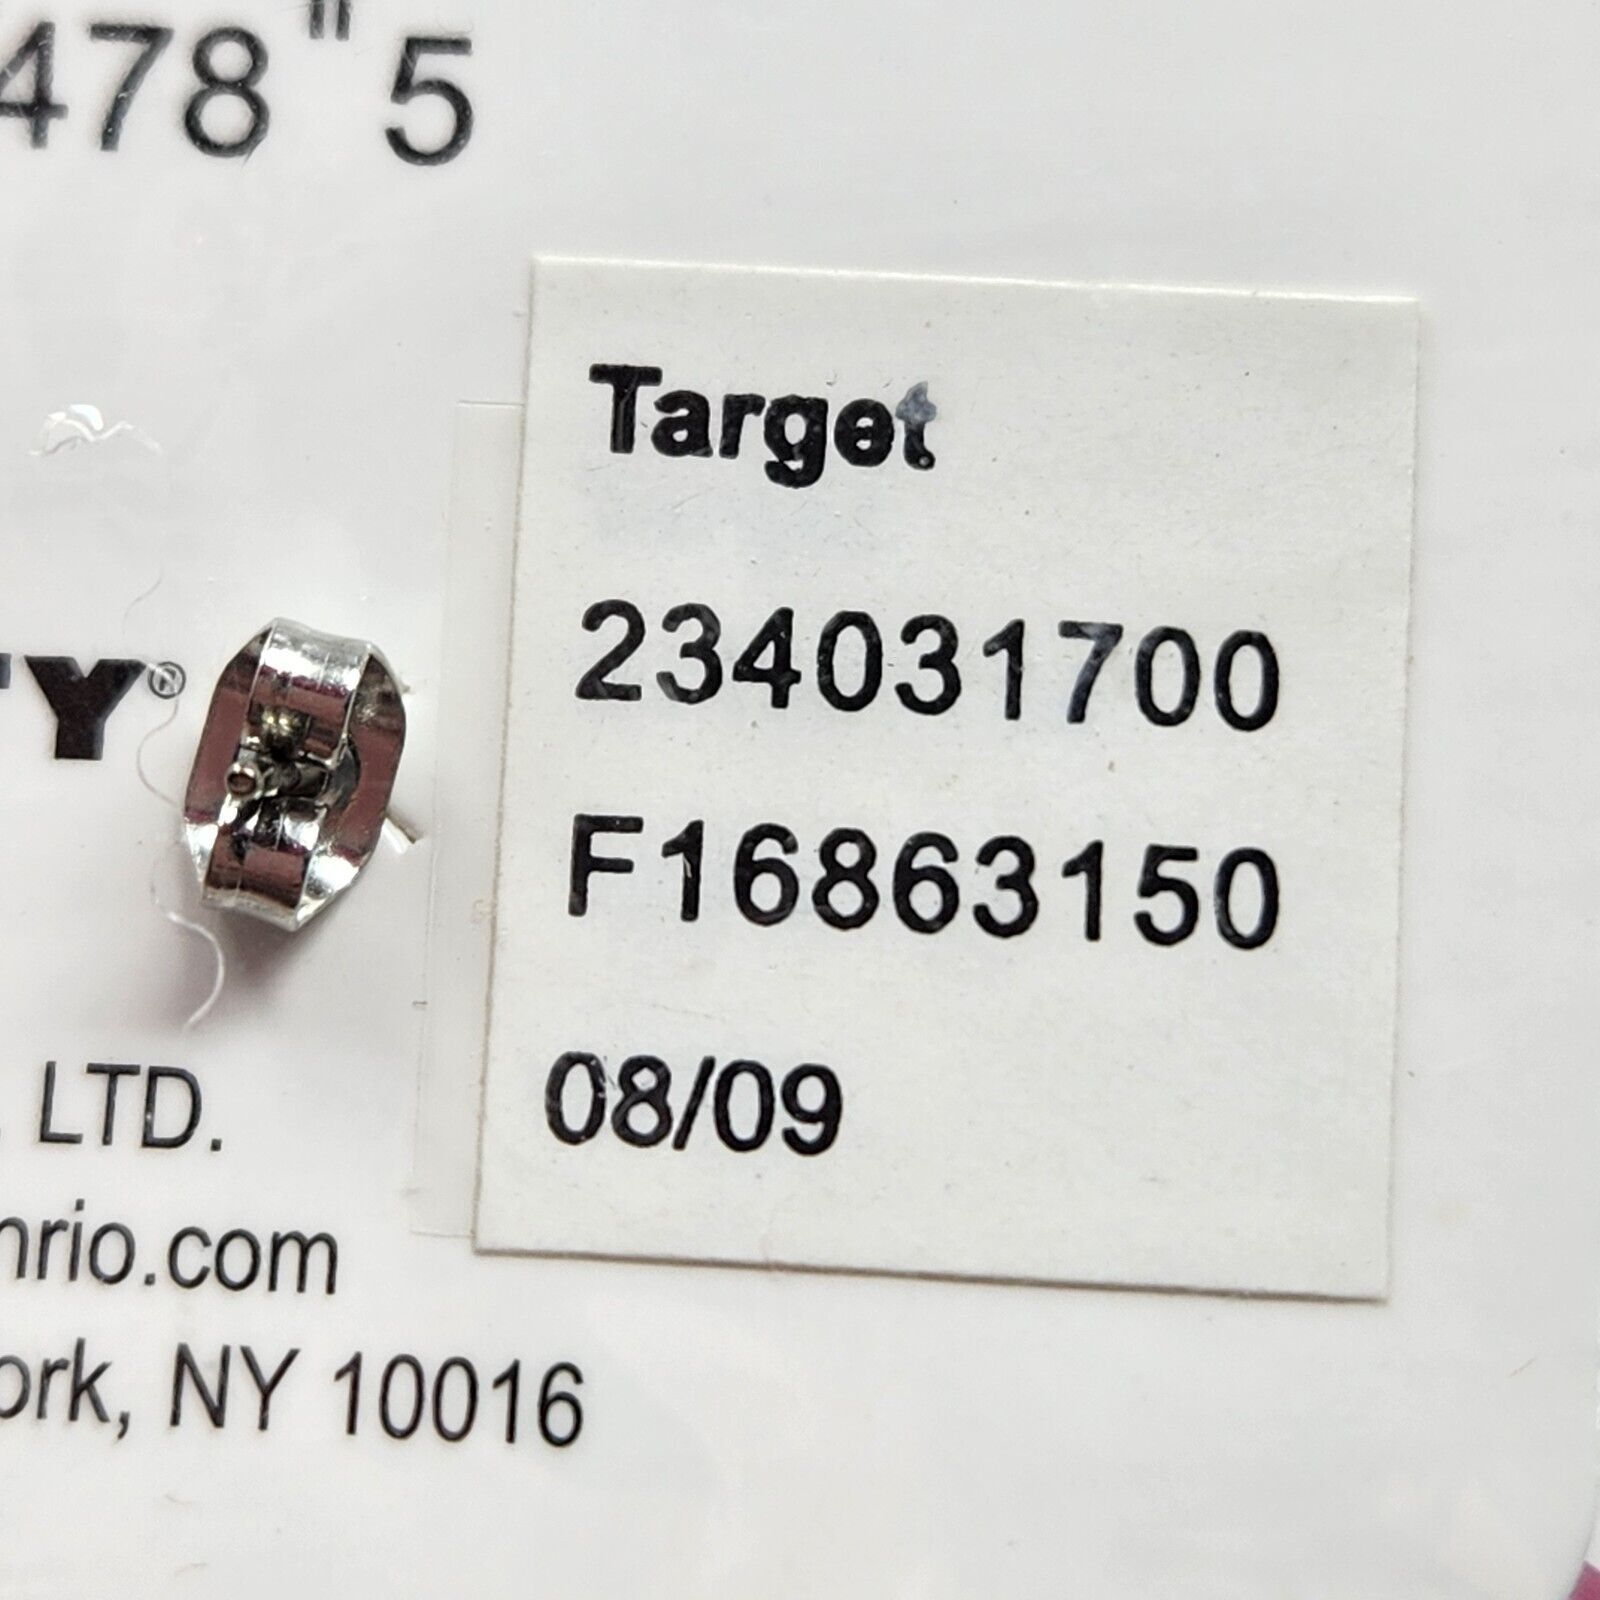 478"5
Target
234031700
F16863150
TY®
08/09
LTD.
nrio.com
ork, NY 10016